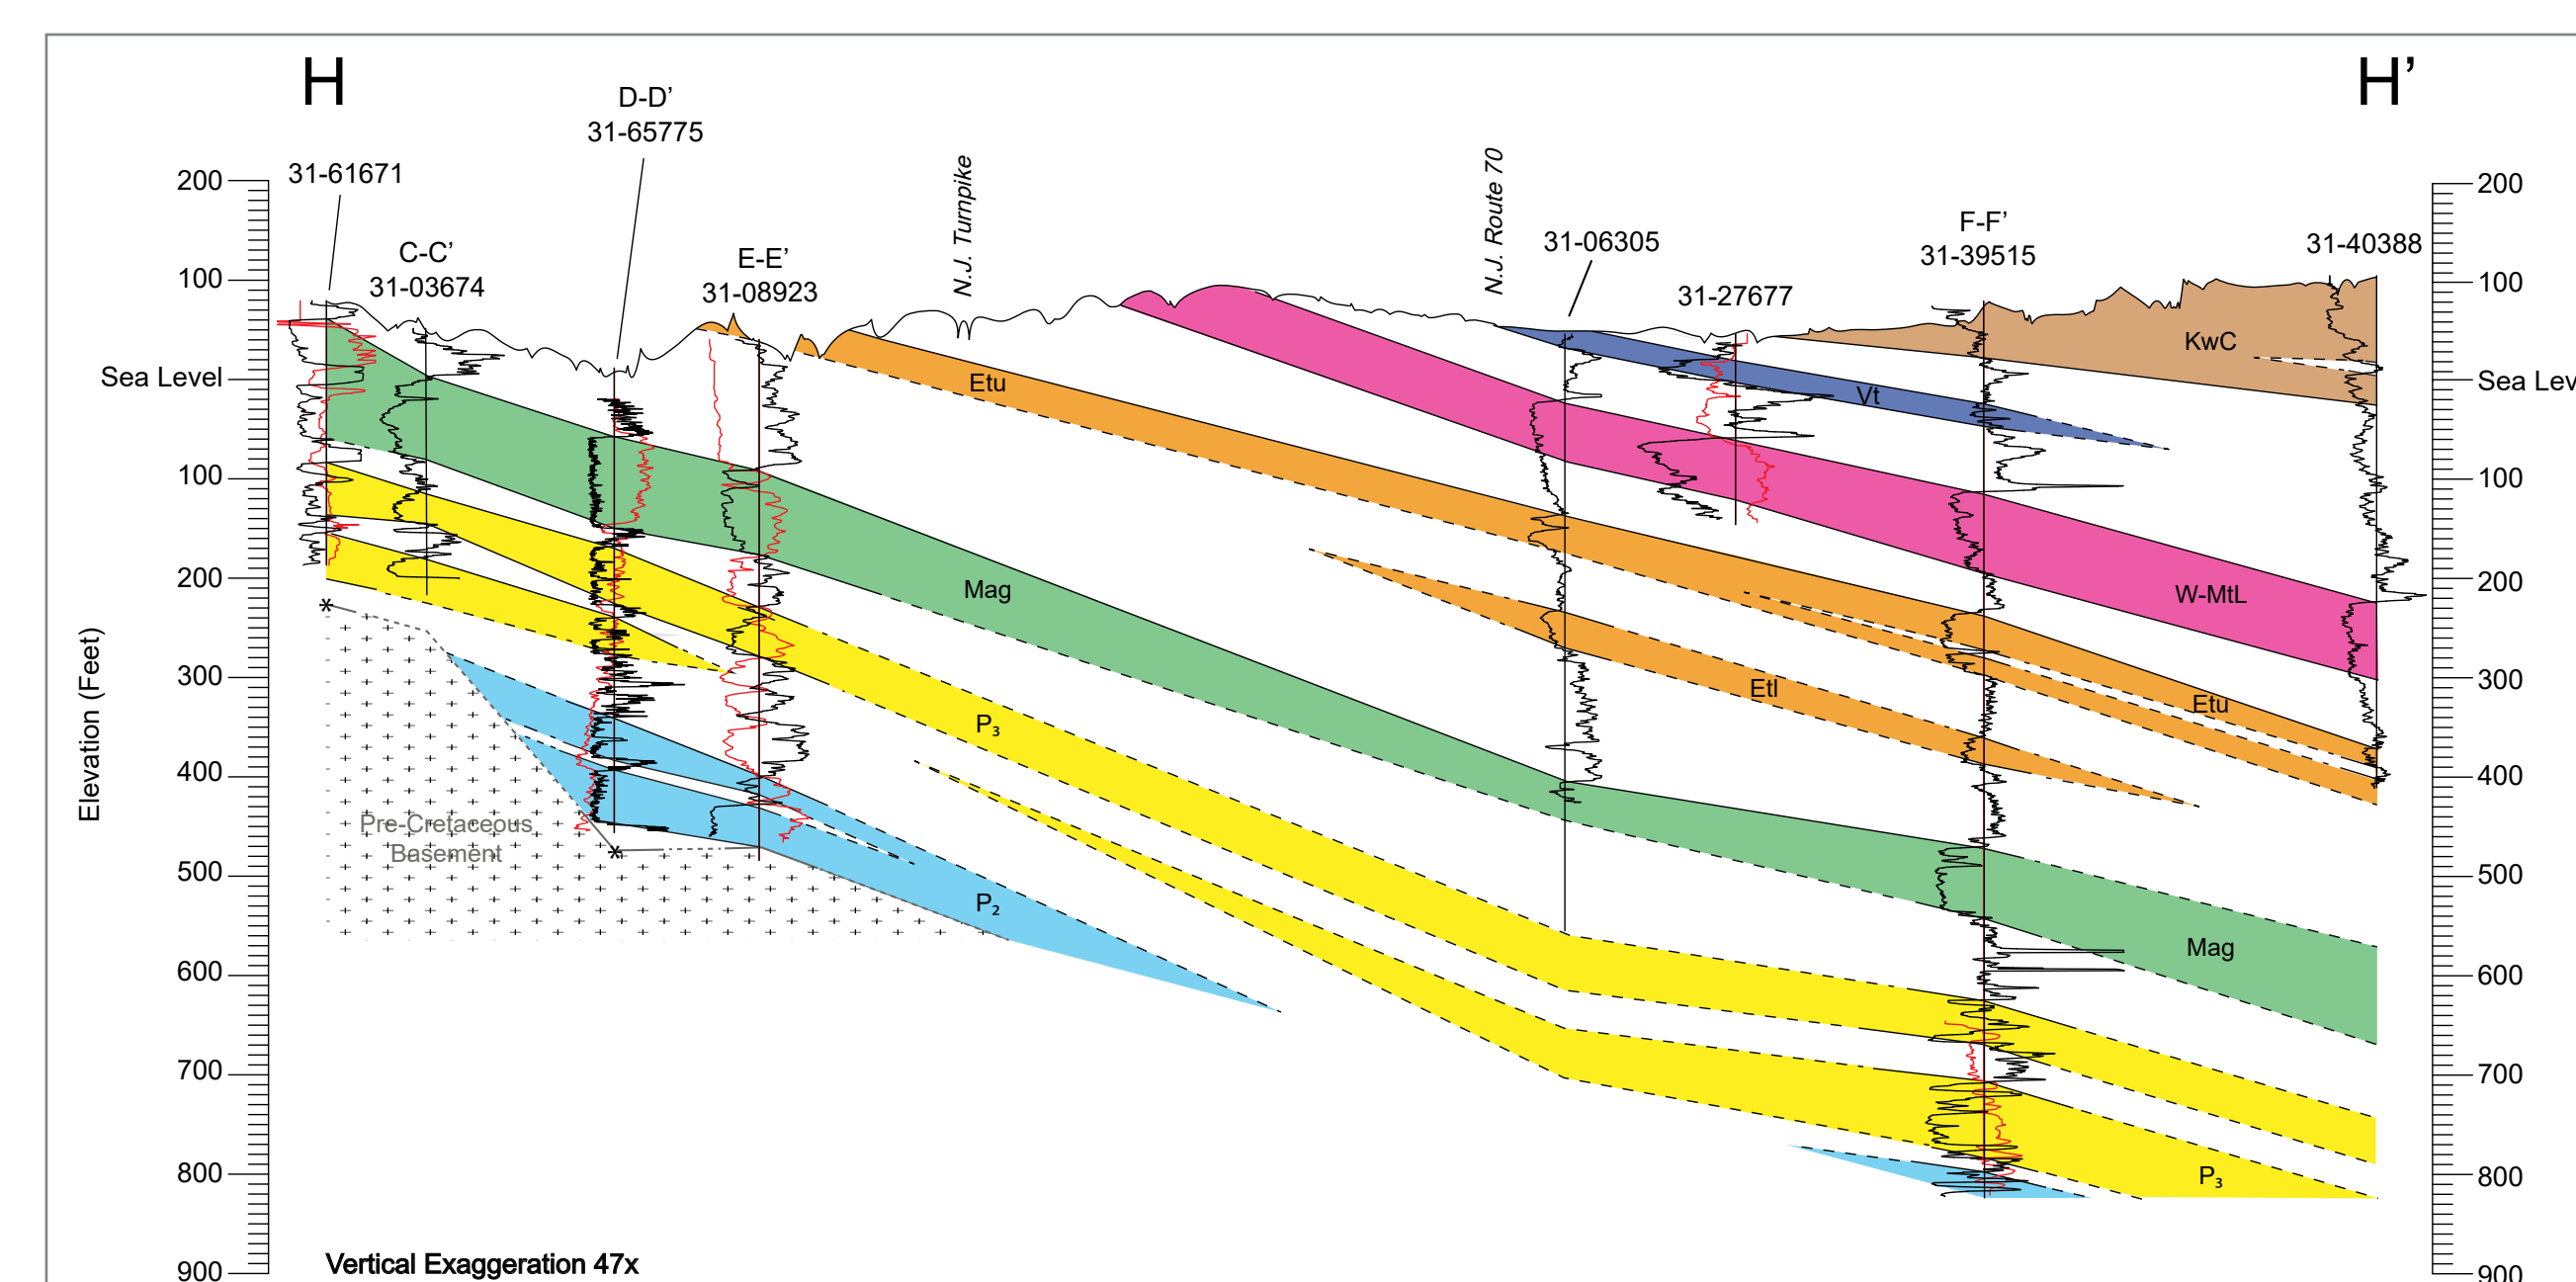 H
H’
D-D’
31-65775
31-61671
C-C’
31-03674
E-E’
31-08923
N.J. Turnpike
N.J. Route 70
31-06305
31-27677
F-F’
31-39515
31-40388
200
100
Sea Level
100
200
300
400
500
600
700
800
900
Elevation (Feet)
200
100
Sea Lev
100
200
300
400
500
600
700
800
900
KwC
Etu
Vt
Mag
W-MtL
Etl
Etu
P₃
Pre-Cretaceous
Basement
P₂
Mag
P₃
*
*
Vertical Exaggeration 47x